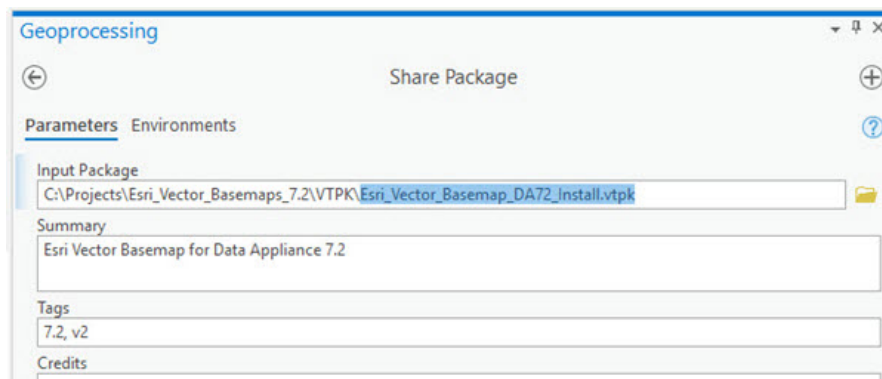 Geoprocessing
Share Package
Parameters Environments
Input Package
C:\Projects\Esri_Vector_Basemaps_7.2\VTPK\Esri_Vector_Basemap_DA72_Install.vtpk
Summary
Esri Vector Basemap for Data Appliance 7.2
Tags
7.2, v2
Credits